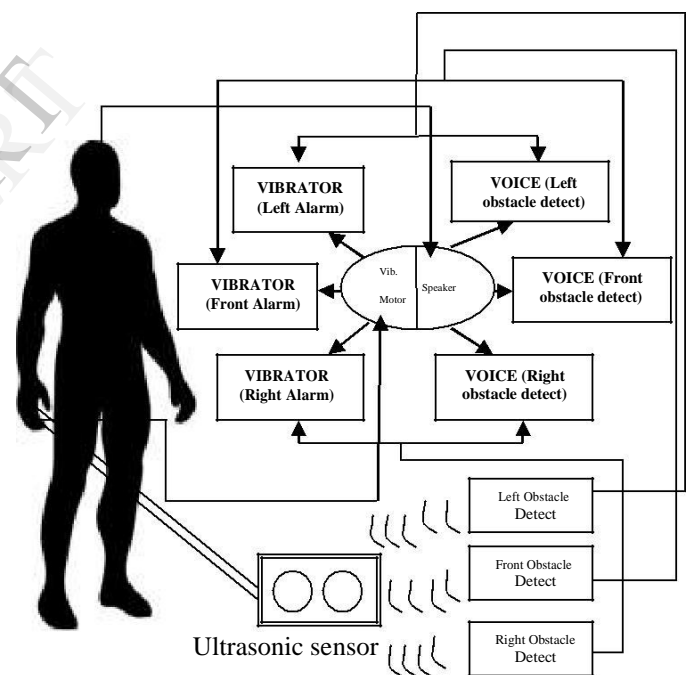 VIBRATOR
(Left Alarm)
VOICE (Left
obstacle detect)
VIBRATOR
(Front Alarm)
Vib.
Motor
Speaker
VOICE (Front
obstacle detect)
VIBRATOR
(Right Alarm)
VOICE (Right
obstacle detect)
Left Obstacle
Detect
Front Obstacle
Detect
Ultrasonic sensor
Right Obstacle
Detect